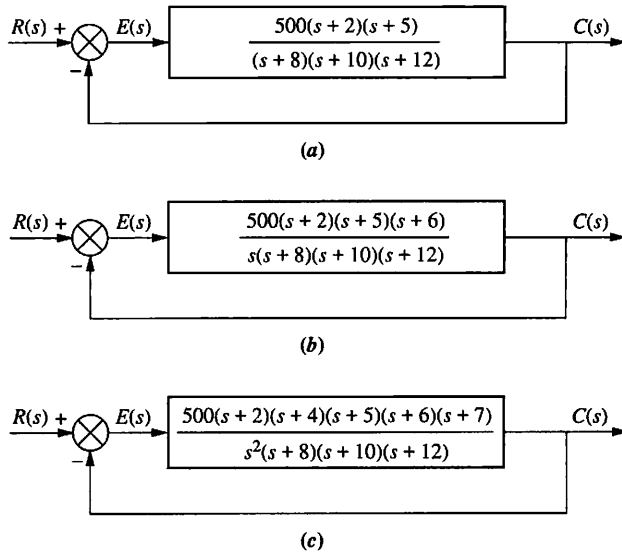 R(s) + E(s) 500(s + 2)(s + 5) C(s)
(s + 8)(s + 10)(s + 12)
−
(a)
R(s) + E(s) 500(s + 2)(s + 5)(s + 6) C(s)
s(s + 8)(s + 10)(s + 12)
−
(b)
R(s) + E(s) 500(s + 2)(s + 4)(s + 5)(s + 6)(s + 7) C(s)
s²(s + 8)(s + 10)(s + 12)
−
(c)